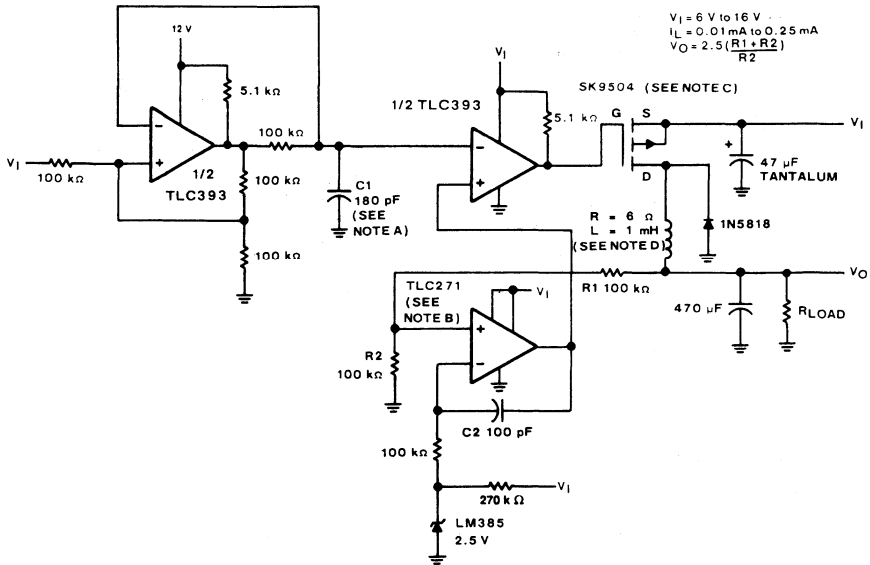 V_I = 6 V to 16 V
I_L = 0.01 mA to 0.25 mA
V_O = 2.5 (R1 + R2)
R2
12 V
5.1 kΩ
V_I
SK9504 (SEE NOTE C)
1/2 TLC393
G
S
5.1 kΩ
V_I
100 kΩ
−
+
V_I
100 kΩ
1/2
TLC393
100 kΩ
−
+
C1
180 pF
(SEE
NOTE A)
D
+
47 µF
TANTALUM
R = 6 Ω
L = 1 mH
(SEE NOTE D)
1N5818
100 kΩ
TLC271
(SEE
NOTE B)
V_I
R1 100 kΩ
V_O
470 µF
R_LOAD
+
−
R2
100 kΩ
C2 100 pF
100 kΩ
270 kΩ
V_I
LM385
2.5 V